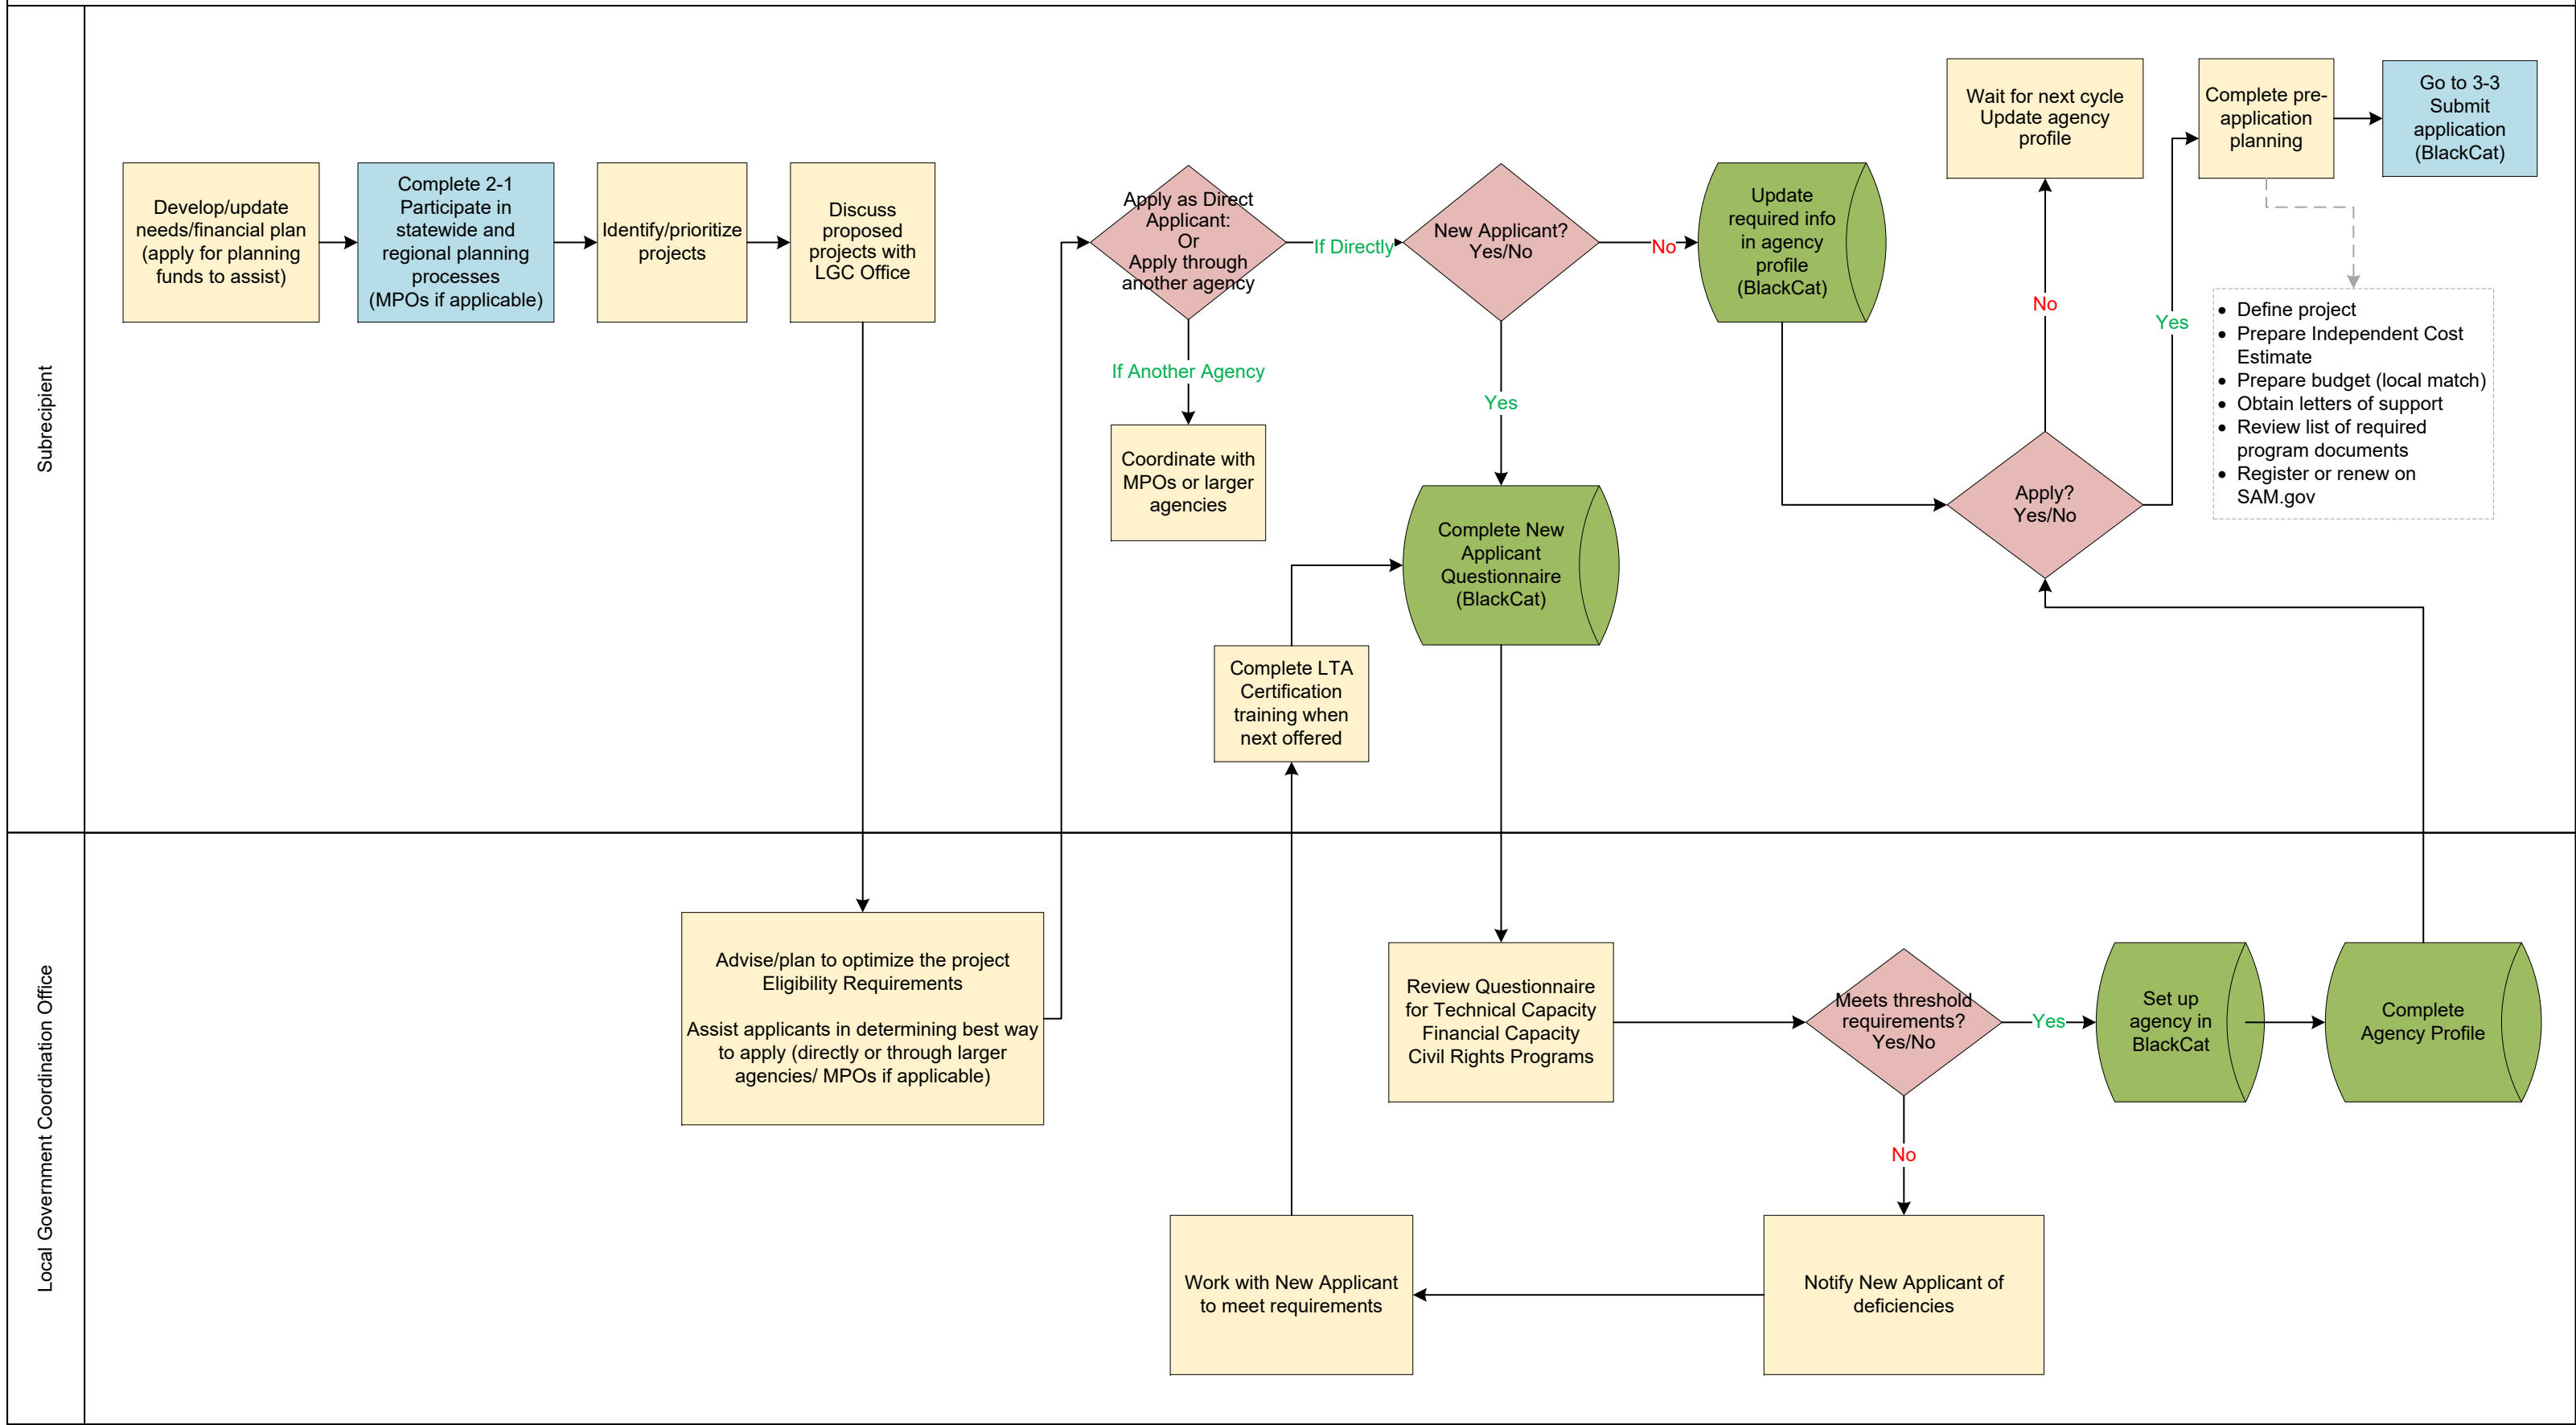 Subrecipient
Develop/update
needs/financial plan
(apply for planning
funds to assist)
Complete 2-1
Participate in
statewide and
regional planning
processes
(MPOs if applicable)
Identify/prioritize
projects
Discuss
proposed
projects with
LGC Office
Apply as Direct
Applicant:
Or
Apply through
another agency
If Directly
If Another Agency
Coordinate with
MPOs or larger
agencies
New Applicant?
Yes/No
No
Yes
Update
required info
in agency
profile
(BlackCat)
Complete New
Applicant
Questionnaire
(BlackCat)
Complete LTA
Certification
training when
next offered
Wait for next cycle
Update agency
profile
No
Apply?
Yes/No
Yes
Complete pre-
application
planning
Go to 3-3
Submit
application
(BlackCat)
• Define project
• Prepare Independent Cost
Estimate
• Prepare budget (local match)
• Obtain letters of support
• Review list of required
program documents
• Register or renew on
SAM.gov
Local Government Coordination Office
Advise/plan to optimize the project
Eligibility Requirements
Assist applicants in determining best way
to apply (directly or through larger
agencies/ MPOs if applicable)
Review Questionnaire
for Technical Capacity
Financial Capacity
Civil Rights Programs
Meets threshold
requirements?
Yes/No
Yes
No
Set up
agency in
BlackCat
Complete
Agency Profile
Work with New Applicant
to meet requirements
Notify New Applicant of
deficiencies